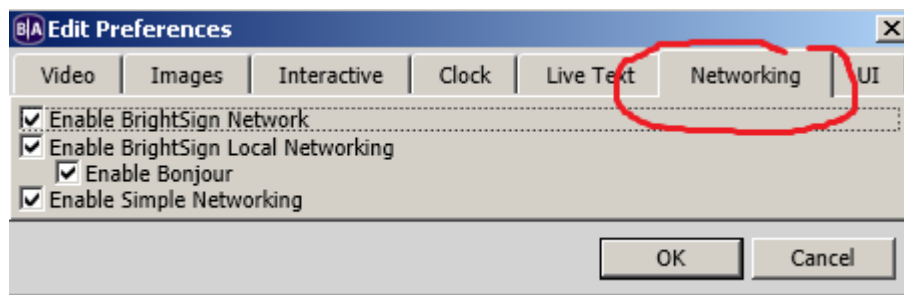 B|A Edit Preferences
Video Images Interactive Clock Live Text Networking UI
Enable BrightSign Network
Enable BrightSign Local Networking
Enable Bonjour
Enable Simple Networking
OK Cancel